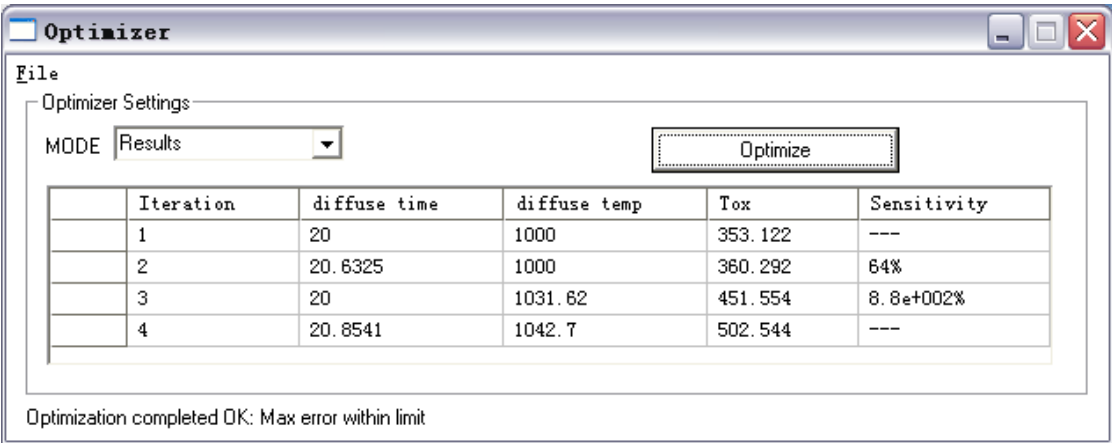 Optimizer
File
Optimizer Settings
MODE Results Optimize
Iteration diffuse time diffuse temp Tox Sensitivity
1 20 1000 353.122 ---
2 20.6325 1000 360.292 64%
3 20 1031.62 451.554 8.8e+002%
4 20.8541 1042.7 502.544 ---
Optimization completed OK: Max error within limit